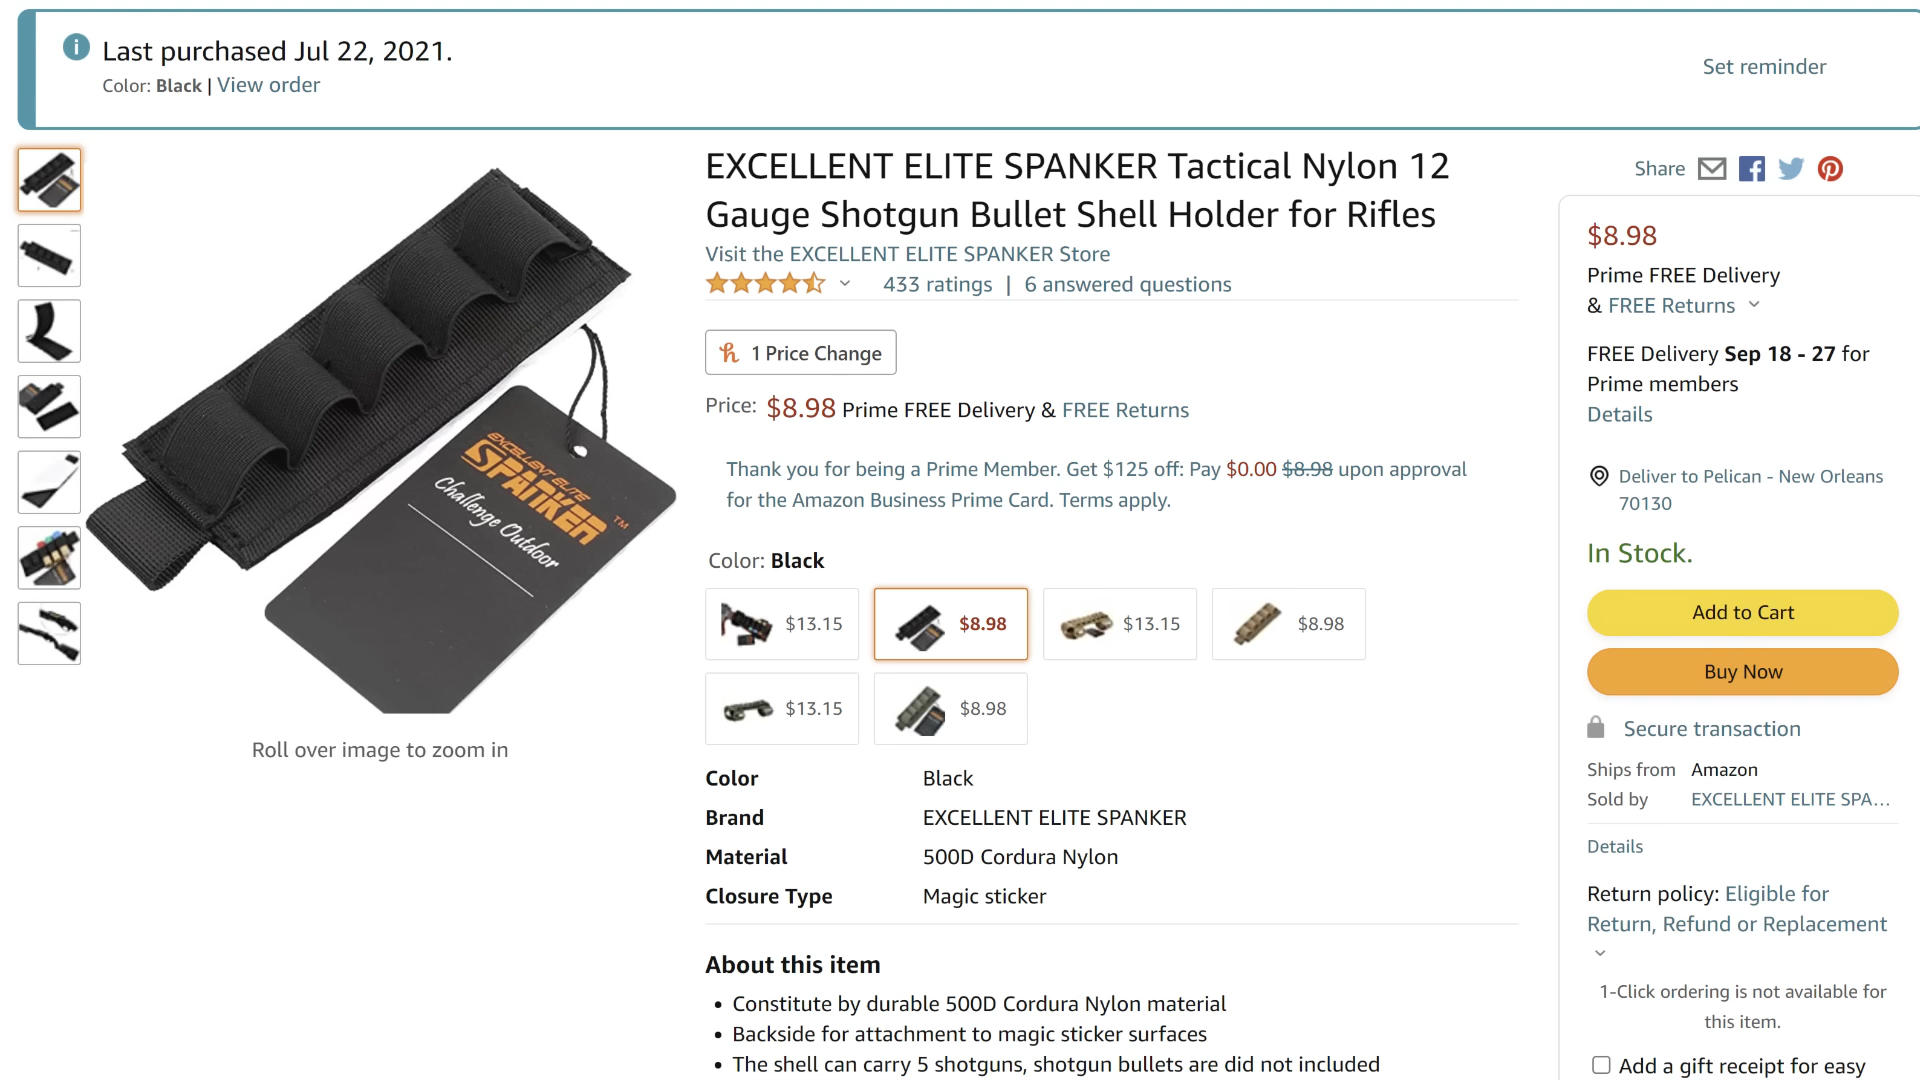 Last purchased Jul 22, 2021.
Color: Black | View order
Set reminder
EXCELLENT ELITE SPANKER Tactical Nylon 12
Gauge Shotgun Bullet Shell Holder for Rifles
Visit the EXCELLENT ELITE SPANKER Store
433 ratings | 6 answered questions
1 Price Change
Price: $8.98 Prime FREE Delivery & FREE Returns
Thank you for being a Prime Member. Get $125 off: Pay $0.00 $8.98 upon approval
for the Amazon Business Prime Card. Terms apply.
EXCELLENT ELITE
SPANKER TM
Challenge Outdoor
Roll over image to zoom in
Color: Black
$13.15
$8.98
$13.15
$8.98
$13.15
$8.98
Color Black
Brand EXCELLENT ELITE SPANKER
Material 500D Cordura Nylon
Closure Type Magic sticker
About this item
• Constitute by durable 500D Cordura Nylon material
• Backside for attachment to magic sticker surfaces
• The shell can carry 5 shotguns, shotgun bullets are did not included
Share
$8.98
Prime FREE Delivery
& FREE Returns
FREE Delivery Sep 18 - 27 for
Prime members
Details
Deliver to Pelican - New Orleans
70130
In Stock.
Add to Cart
Buy Now
Secure transaction
Ships from Amazon
Sold by EXCELLENT ELITE SPA...
Details
Return policy: Eligible for
Return, Refund or Replacement
1-Click ordering is not available for
this item.
Add a gift receipt for easy